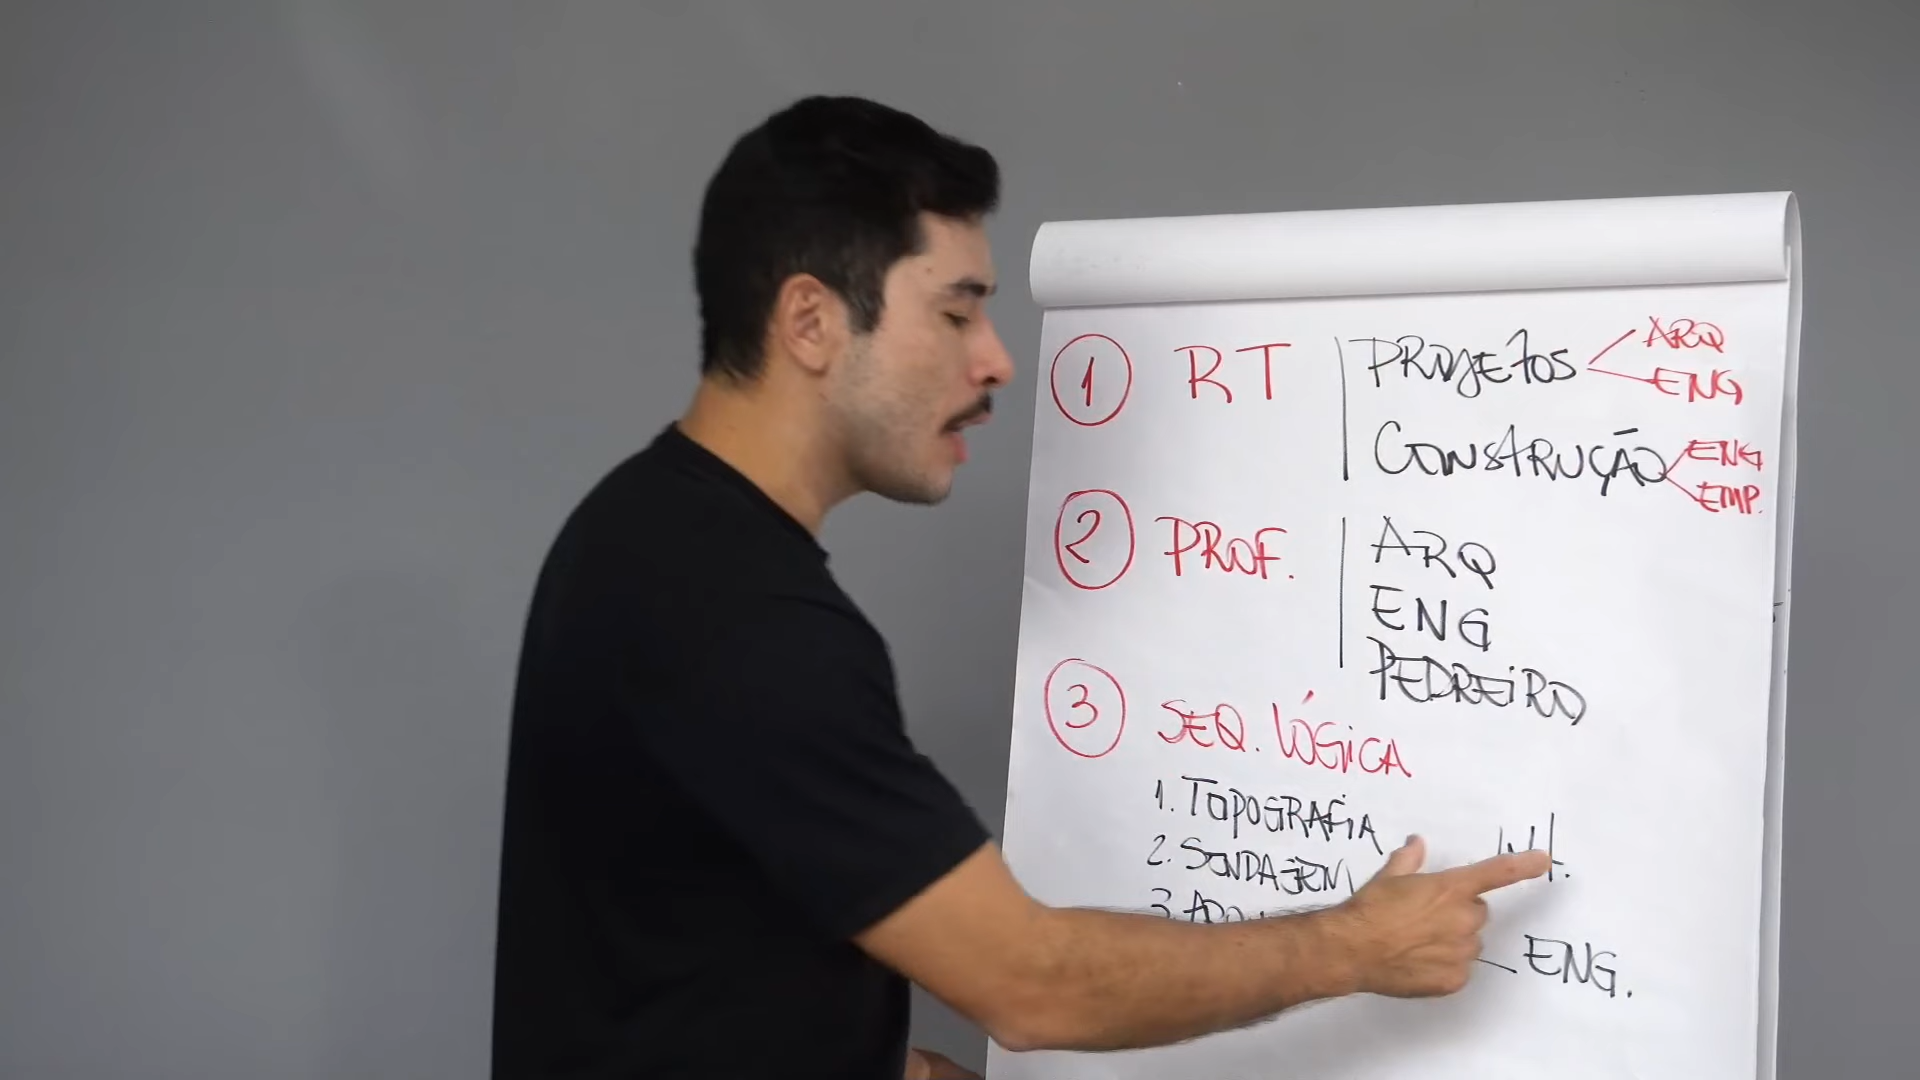 1 RT PROJETOS ARQ
ENG
CONSTRUÇÃO ENG
EMP.
2 PROF. ARQ
ENG
PEDREIRO
3 SEQ. LÓGICA
1. TOPOGRAFIA
2. SONDAGEM
3.
ENG.